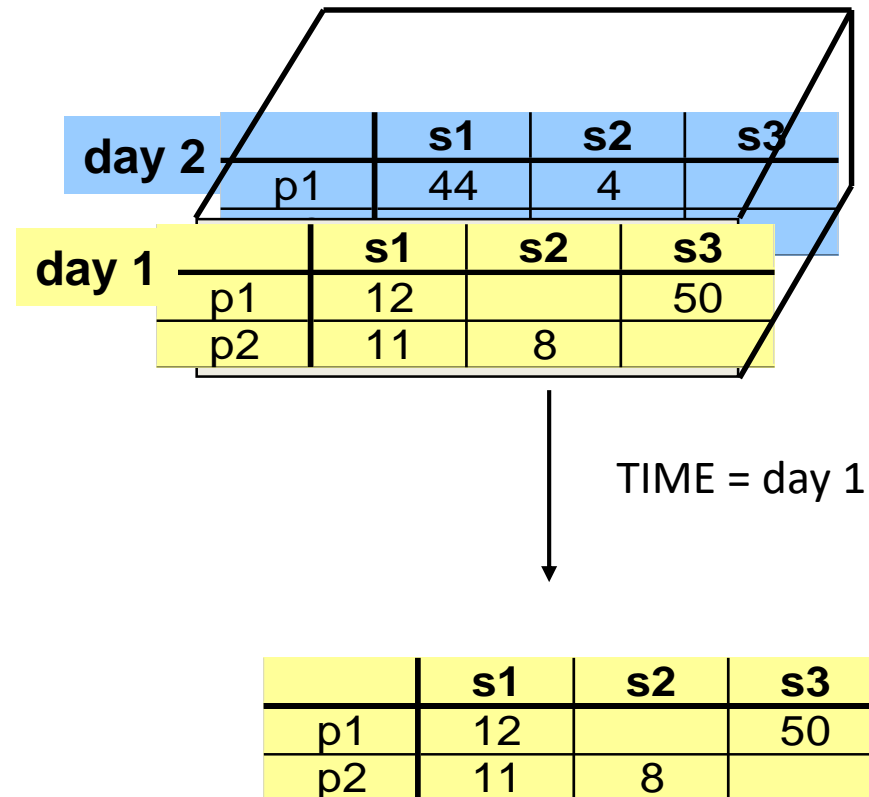 day 2
s1 s2 s3
p1 44 4
day 1
s1 s2 s3
p1 12 50
p2 11 8
TIME = day 1
s1 s2 s3
p1 12 50
p2 11 8